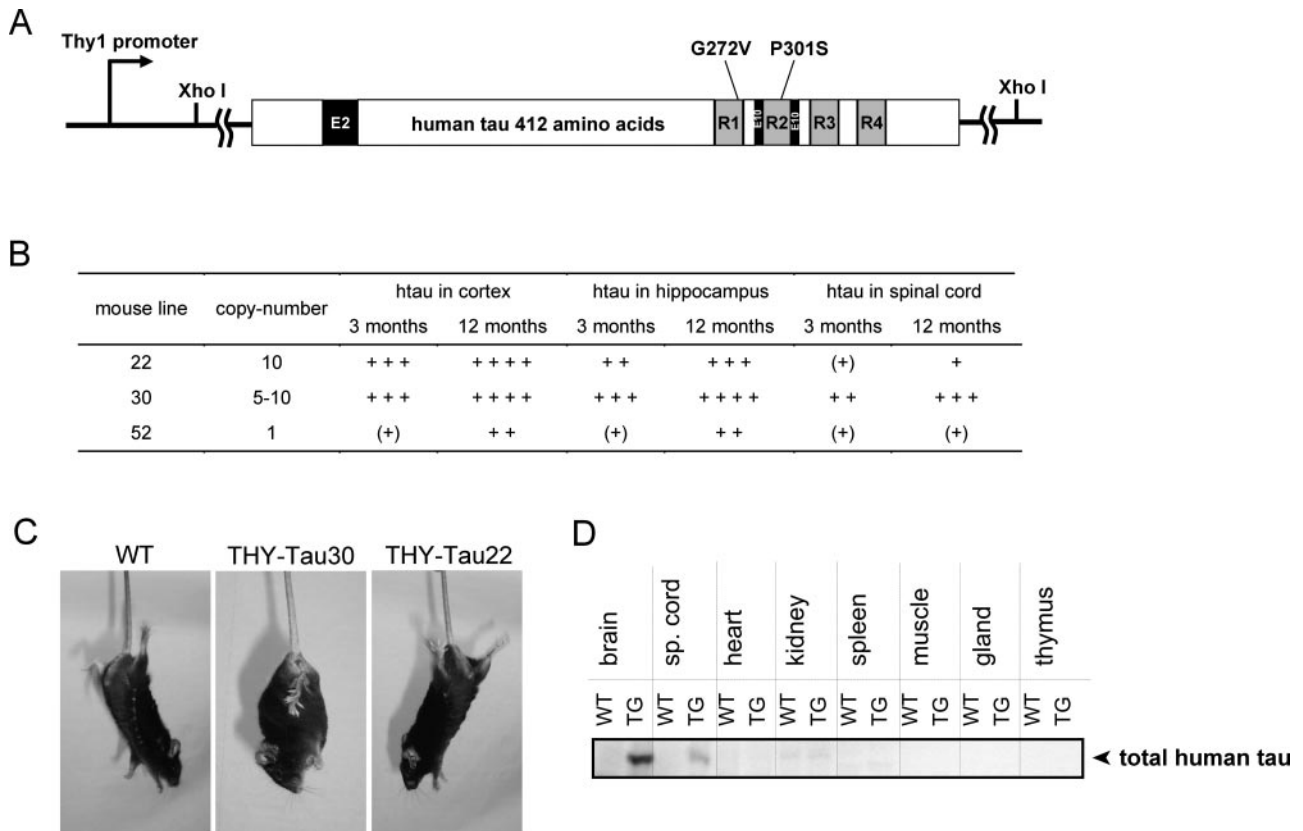 A
Thy1 promoter
Xho I
G272V P301S
E2 human tau 412 amino acids R1 E10 R2 E10 R3 R4
Xho I
B
mouse line copy-number htau in cortex htau in hippocampus htau in spinal cord
3 months 12 months 3 months 12 months 3 months 12 months
22 10 + + + + + + + + + + + + (+) +
30 5-10 + + + + + + + + + + + + + + + + + + +
52 1 (+) + + (+) + + (+) (+)
C
WT THY-Tau30 THY-Tau22
D
brain sp. cord heart kidney spleen muscle gland thymus
WT TG WT TG WT TG WT TG WT TG WT TG WT TG WT TG
total human tau